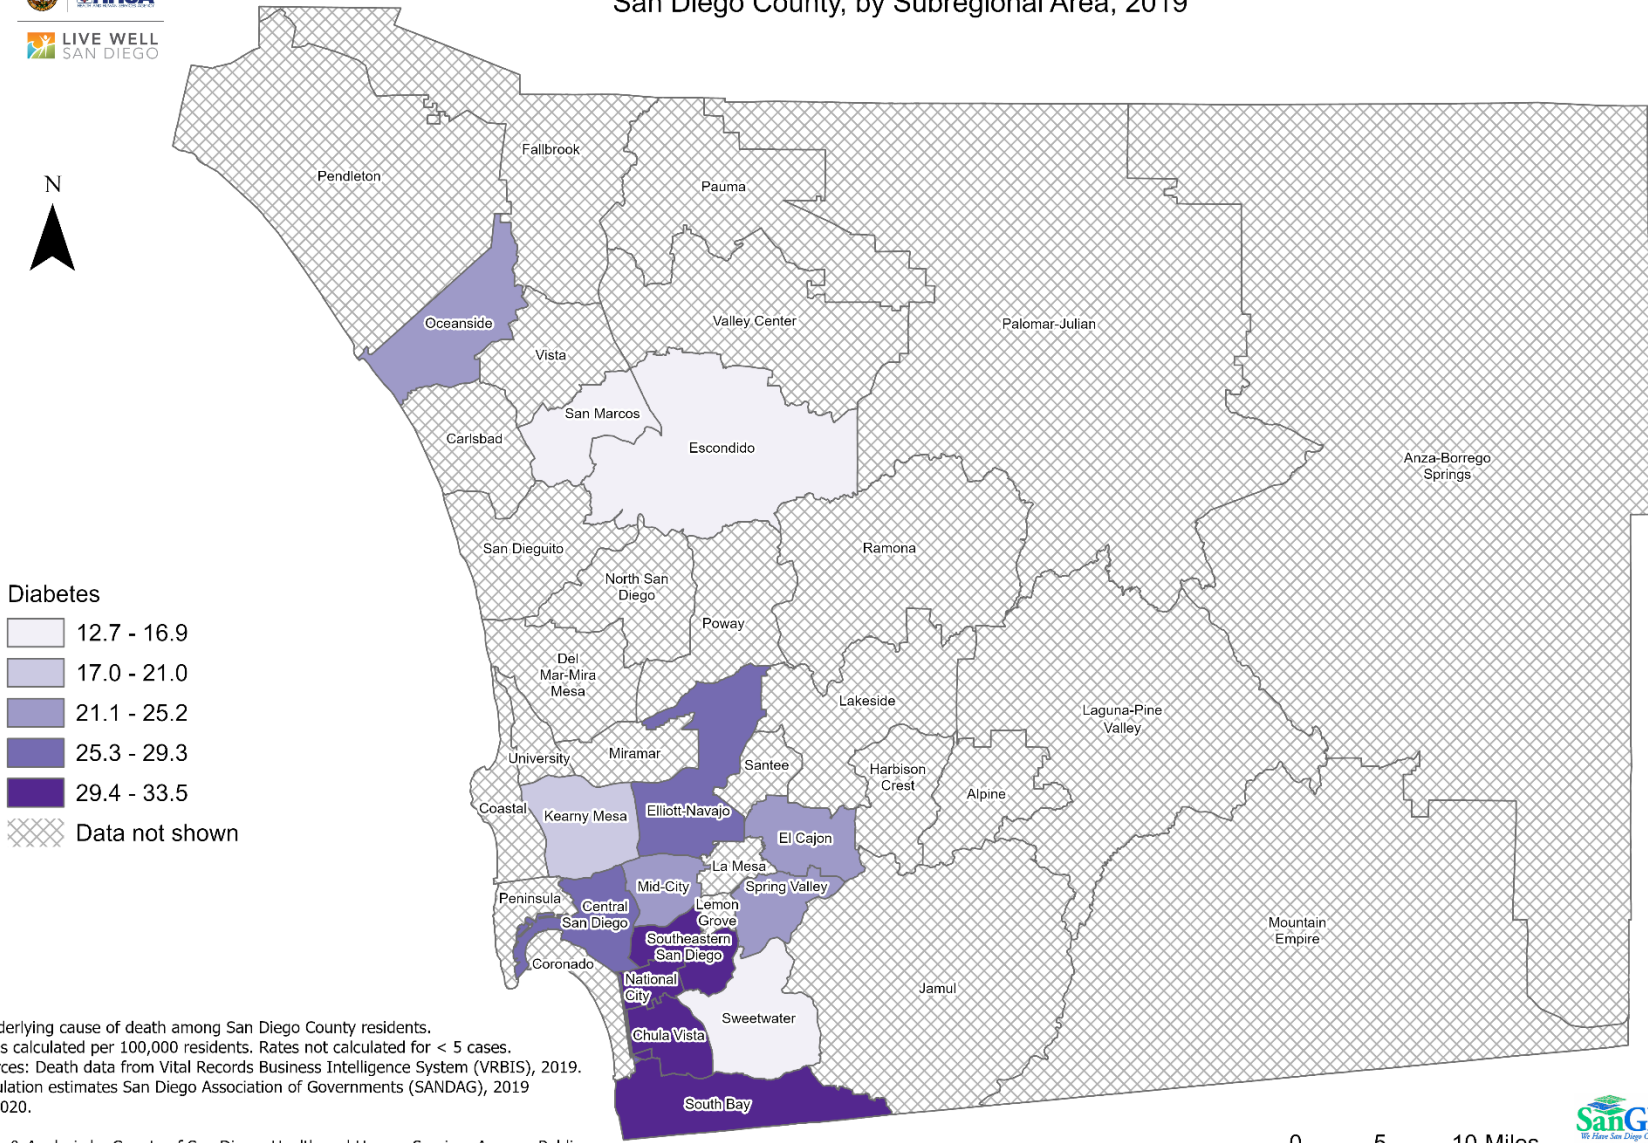 San Diego County, by Subregional Area, 2019
LIVE WELL
SAN DIEGO
N
Fallbrook
Pendleton
Pauma
Oceanside
Valley Center
Palomar-Julian
Vista
San Marcos
Carlsbad
Escondido
Anza-Borrego
Springs
San Dieguito
Ramona
North San
Diego
Poway
Del
Mar-Mira
Mesa
Lakeside
Laguna-Pine
Valley
University
Miramar
Santee
Harbison
Crest
Alpine
Coastal
Kearny Mesa
Elliott-Navajo
El Cajon
La Mesa
Mid-City
Spring Valley
Peninsula
Central
San Diego
Lemon
Grove
Mountain
Empire
Southeastern
San Diego
Coronado
National
City
Jamul
Sweetwater
Chula Vista
South Bay
Diabetes
12.7 - 16.9
17.0 - 21.0
21.1 - 25.2
25.3 - 29.3
29.4 - 33.5
Data not shown
derlying cause of death among San Diego County residents.
s calculated per 100,000 residents. Rates not calculated for < 5 cases.
rces: Death data from Vital Records Business Intelligence System (VRBIS), 2019.
ulation estimates San Diego Association of Governments (SANDAG), 2019
020.
0 5 10 Miles
SanG
We Have San Diego C